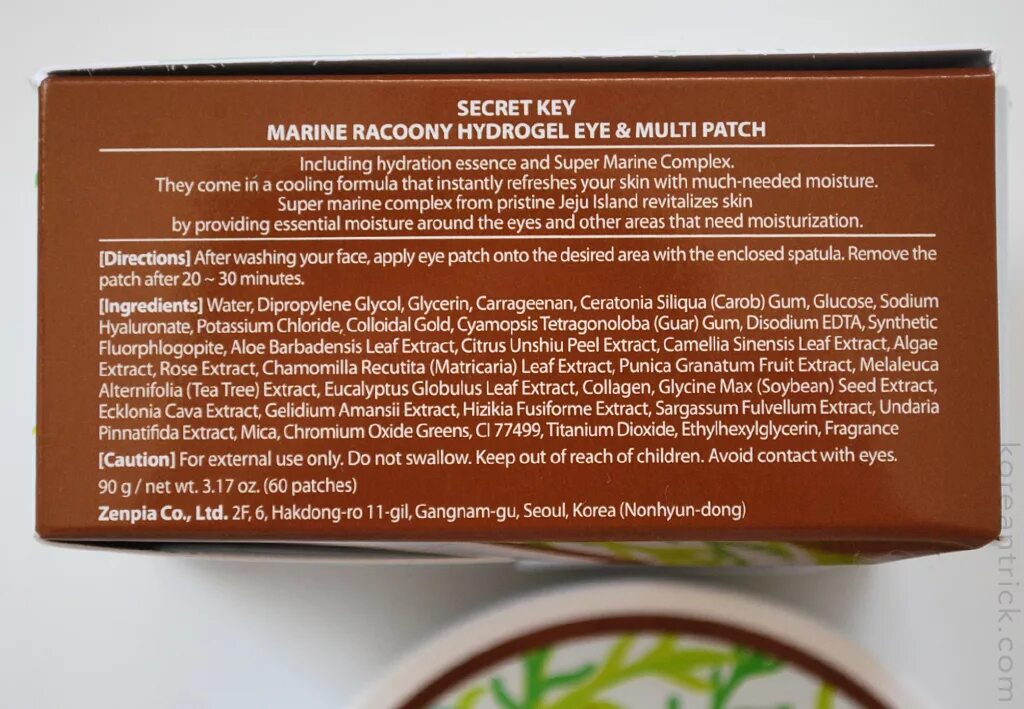 SECRET KEY
MARINE RACOONY HYDROGEL EYE & MULTI PATCH
Including hydration essence and Super Marine Complex.
They come in a cooling formula that instantly refreshes your skin with much-needed moisture.
Super marine complex from pristine Jeju Island revitalizes skin
by providing essential moisture around the eyes and other areas that need moisturization.
[Directions] After washing your face, apply eye patch onto the desired area with the enclosed spatula. Remove the
patch after 20 ~ 30 minutes.
[Ingredients] Water, Dipropylene Glycol, Glycerin, Carrageenan, Ceratonia Siliqua (Carob) Gum, Glucose, Sodium
Hyaluronate, Potassium Chloride, Colloidal Gold, Cyamopsis Tetragonoloba (Guar) Gum, Disodium EDTA, Synthetic
Fluorphlogopite, Aloe Barbadensis Leaf Extract, Citrus Unshiu Peel Extract, Camellia Sinensis Leaf Extract, Algae
Extract, Rose Extract, Chamomilla Recutita (Matricaria) Leaf Extract, Punica Granatum Fruit Extract, Melaleuca
Alternifolia (Tea Tree) Extract, Eucalyptus Globulus Leaf Extract, Collagen, Glycine Max (Soybean) Seed Extract,
Ecklonia Cava Extract, Gelidium Amansii Extract, Hizikia Fusiforme Extract, Sargassum Fulvellum Extract, Undaria
Pinnatifida Extract, Mica, Chromium Oxide Greens, CI 77499, Titanium Dioxide, Ethylhexylglycerin, Fragrance
[Caution] For external use only. Do not swallow. Keep out of reach of children. Avoid contact with eyes.
90 g / net wt. 3.17 oz. (60 patches)
Zenpia Co., Ltd. 2F, 6, Hakdong-ro 11-gil, Gangnam-gu, Seoul, Korea (Nonhyun-dong)
koreantrick.com